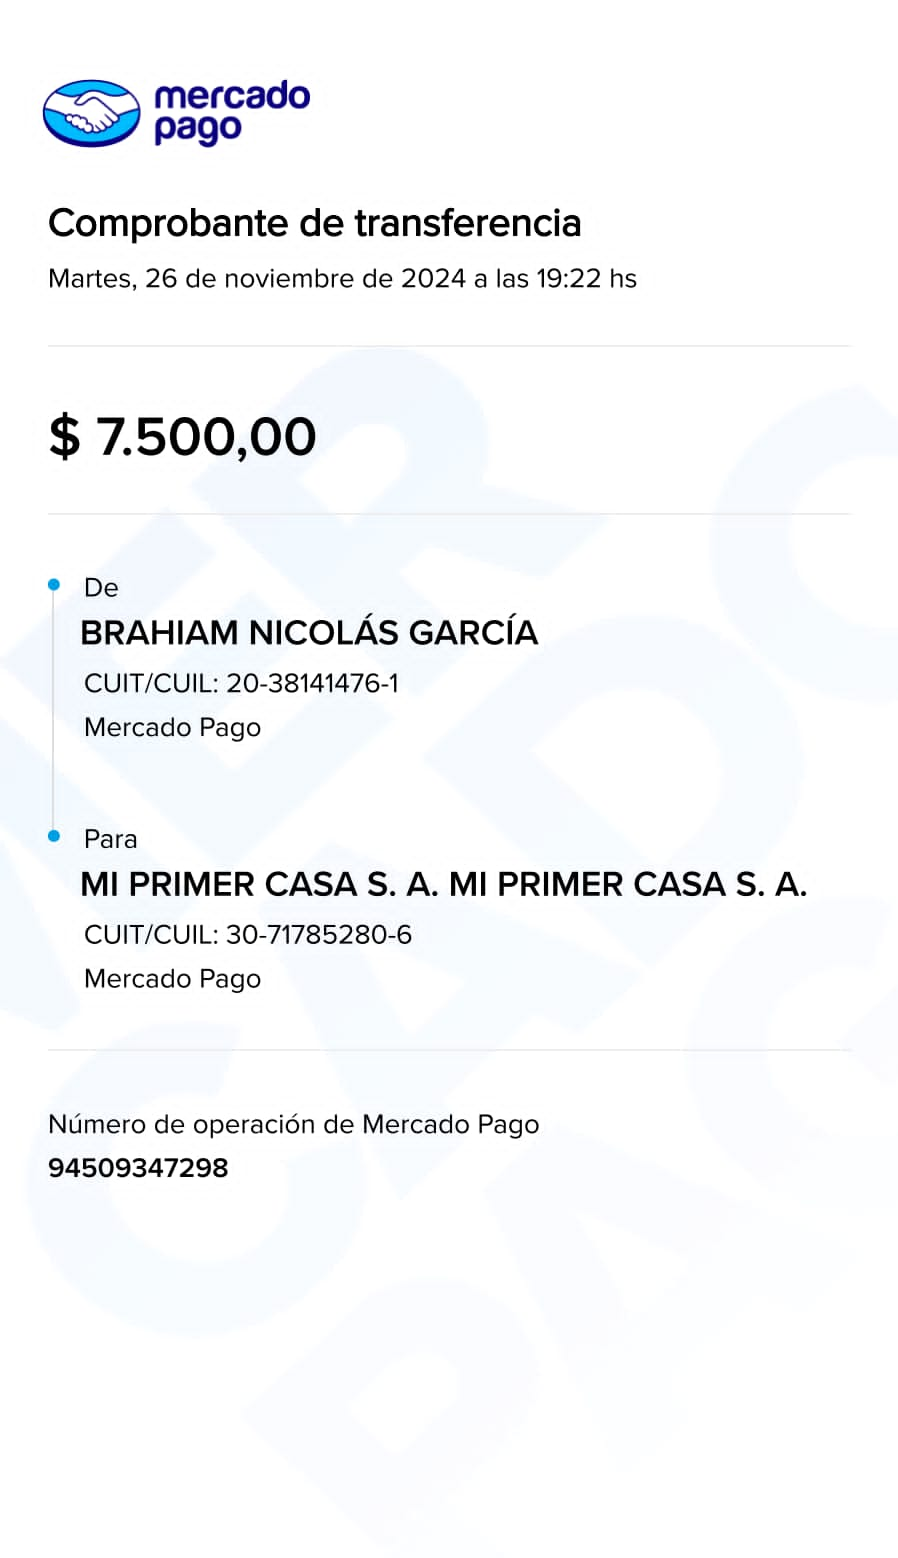 mercado
pago
Comprobante de transferencia
Martes, 26 de noviembre de 2024 a las 19:22 hs
$ 7.500,00
De
BRAHIAM NICOLÁS GARCÍA
CUIT/CUIL: 20-38141476-1
Mercado Pago
Para
MI PRIMER CASA S. A. MI PRIMER CASA S. A.
CUIT/CUIL: 30-71785280-6
Mercado Pago
Número de operación de Mercado Pago
94509347298